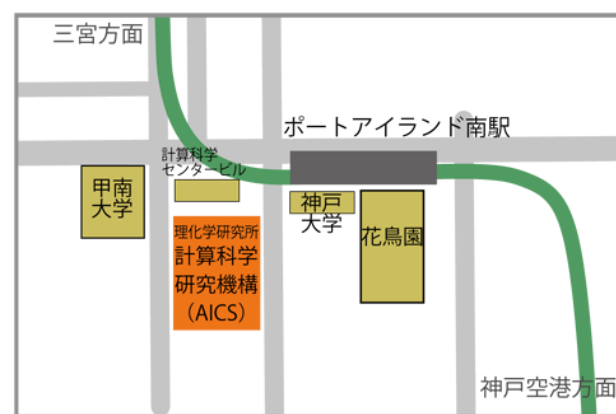 三宮方面
ポートアイランド南駅
計算科学
センタービル
甲南
大学
神戸
大学
花鳥園
理化学研究所
計算科学
研究機構
（AICS）
神戸空港方面